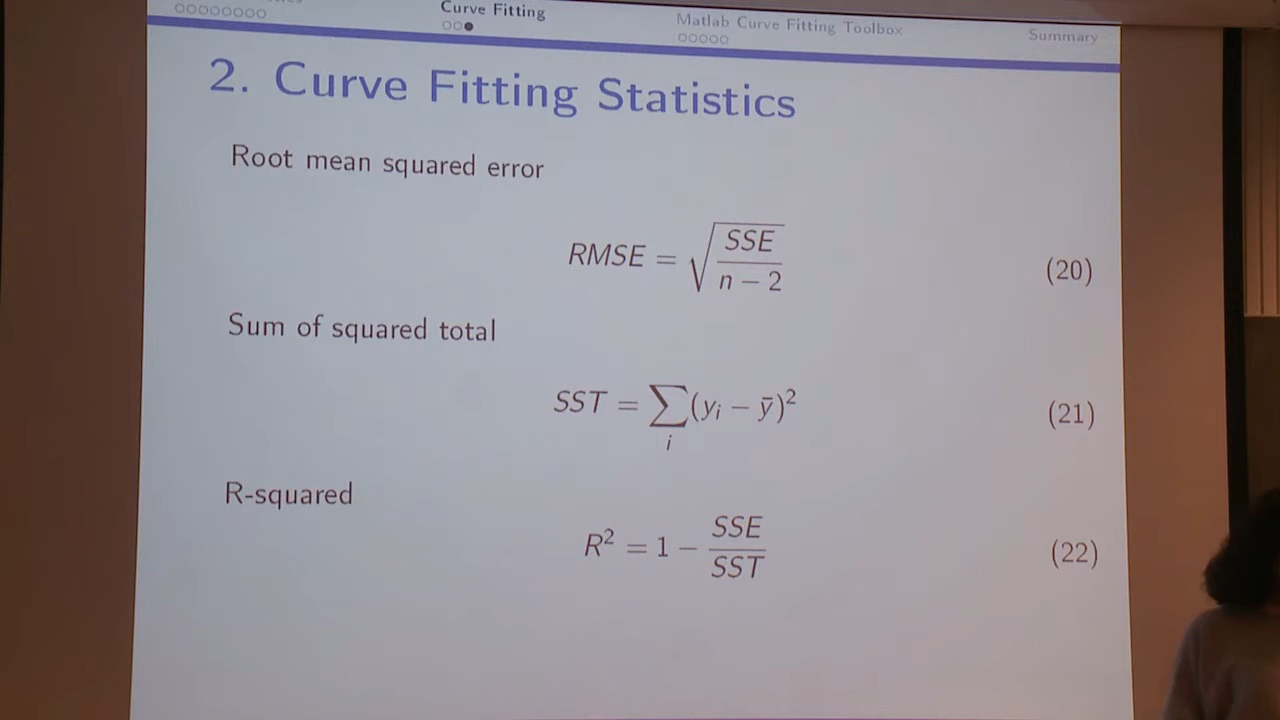 Curve Fitting
Matlab Curve Fitting Toolbox
Summary
2. Curve Fitting Statistics
Root mean squared error
RMSE = √(SSE / (n − 2)) (20)
Sum of squared total
SST = ∑ᵢ (yᵢ − ȳ)² (21)
R-squared
R² = 1 − SSE / SST (22)